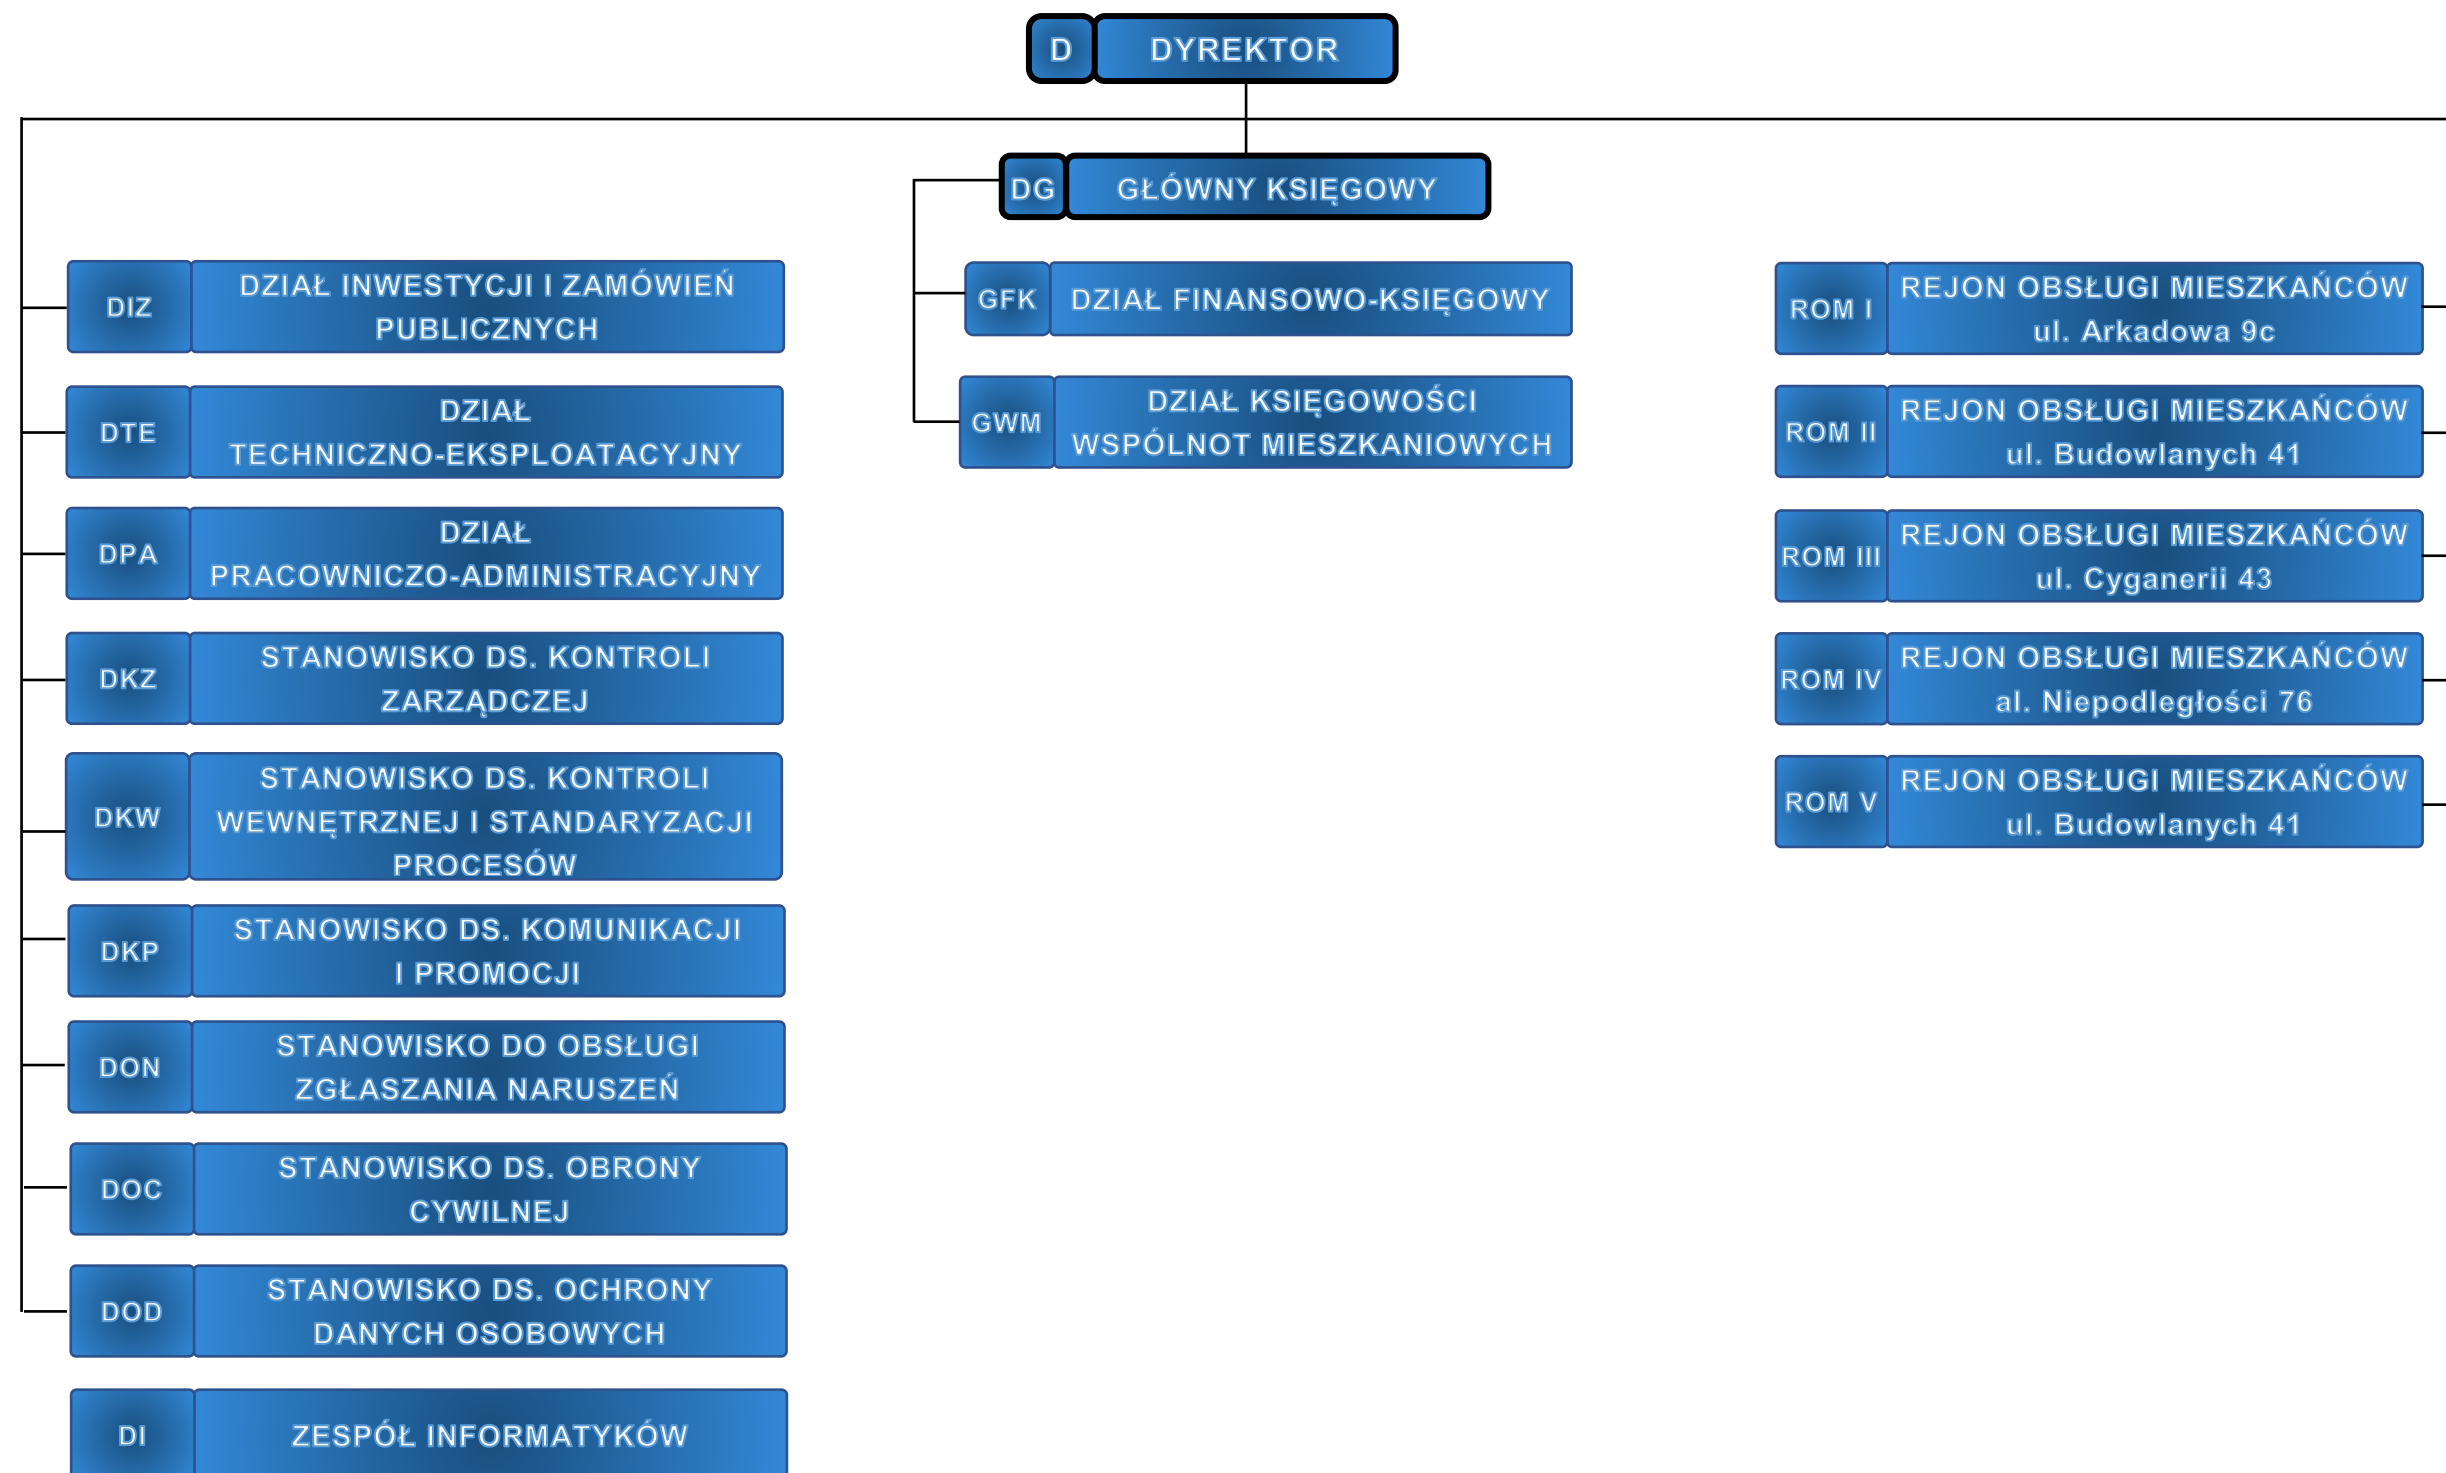 D
DYREKTOR
DG
GŁÓWNY KSIĘGOWY
DIZ
DZIAŁ INWESTYCJI I ZAMÓWIEŃ
PUBLICZNYCH
DTE
DZIAŁ
TECHNICZNO-EKSPLOATACYJNY
DPA
DZIAŁ
PRACOWNICZO-ADMINISTRACYJNY
DKZ
STANOWISKO DS. KONTROLI
ZARZĄDCZEJ
DKW
STANOWISKO DS. KONTROLI
WEWNĘTRZNEJ I STANDARYZACJI
PROCESÓW
DKP
STANOWISKO DS. KOMUNIKACJI
I PROMOCJI
DON
STANOWISKO DO OBSŁUGI
ZGŁASZANIA NARUSZEŃ
DOC
STANOWISKO DS. OBRONY
CYWILNEJ
DOD
STANOWISKO DS. OCHRONY
DANYCH OSOBOWYCH
DI
ZESPÓŁ INFORMATYKÓW
GFK
DZIAŁ FINANSOWO-KSIĘGOWY
GWM
DZIAŁ KSIĘGOWOŚCI
WSPÓLNOT MIESZKANIOWYCH
ROM I
REJON OBSŁUGI MIESZKAŃCÓW
ul. Arkadowa 9c
ROM II
REJON OBSŁUGI MIESZKAŃCÓW
ul. Budowlanych 41
ROM III
REJON OBSŁUGI MIESZKAŃCÓW
ul. Cyganerii 43
ROM IV
REJON OBSŁUGI MIESZKAŃCÓW
al. Niepodległości 76
ROM V
REJON OBSŁUGI MIESZKAŃCÓW
ul. Budowlanych 41